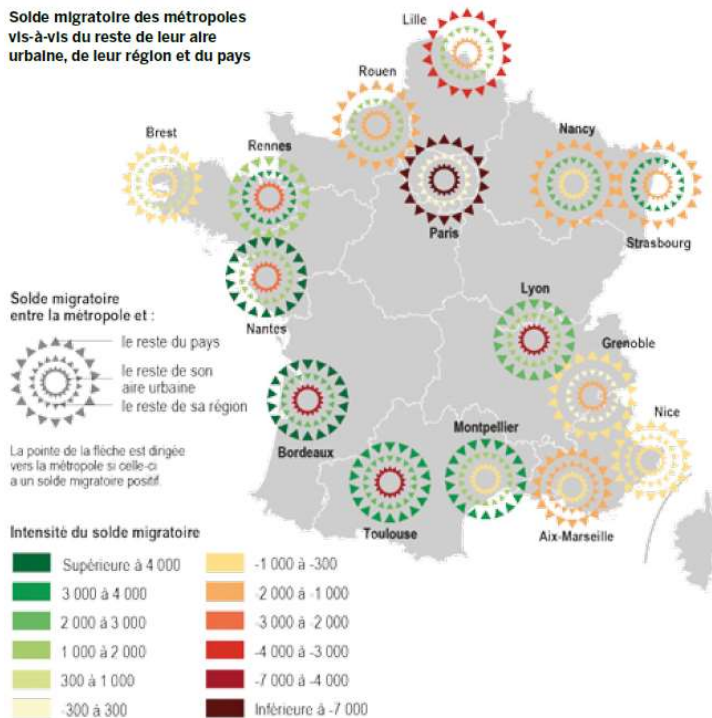 Solde migratoire des métropoles
vis-à-vis du reste de leur aire
urbaine, de leur région et du pays
Lille
Rouen
Brest
Rennes
Nancy
Paris
Strasbourg
Nantes
Lyon
Grenoble
Nice
Bordeaux
Montpellier
Toulouse
Aix-Marseille
Solde migratoire
entre la métropole et :
le reste du pays
le reste de son
aire urbaine
le reste de sa région
La pointe de la flèche est dirigée
vers la métropole si celle-ci
a un solde migratoire positif.
Intensité du solde migratoire
Supérieure à 4 000
3 000 à 4 000
2 000 à 3 000
1 000 à 2 000
300 à 1 000
-300 à 300
-1 000 à -300
-2 000 à -1 000
-3 000 à -2 000
-4 000 à -3 000
-7 000 à -4 000
Inférieure à -7 000